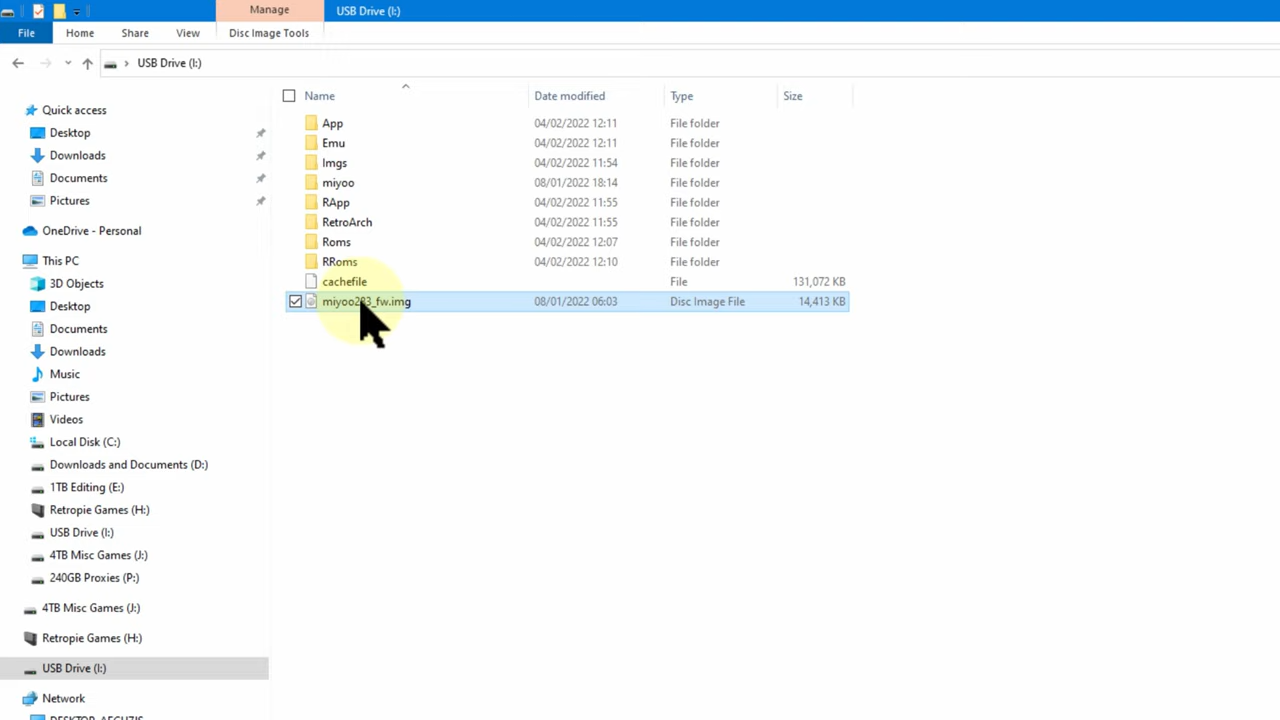 Manage
USB Drive (I:)
File
Home
Share
View
Disc Image Tools
USB Drive (I:)
Name
Date modified
Type
Size
App
04/02/2022 12:11
File folder
Emu
04/02/2022 12:11
File folder
Imgs
04/02/2022 11:54
File folder
miyoo
08/01/2022 18:14
File folder
RApp
04/02/2022 11:55
File folder
RetroArch
04/02/2022 11:55
File folder
Roms
04/02/2022 12:07
File folder
RRoms
04/02/2022 12:10
File folder
cachefile
File
131,072 KB
miyoo283_fw.img
08/01/2022 06:03
Disc Image File
14,413 KB
Quick access
Desktop
Downloads
Documents
Pictures
OneDrive - Personal
This PC
3D Objects
Desktop
Documents
Downloads
Music
Pictures
Videos
Local Disk (C:)
Downloads and Documents (D:)
1TB Editing (E:)
Retropie Games (H:)
USB Drive (I:)
4TB Misc Games (J:)
240GB Proxies (P:)
4TB Misc Games (J:)
Retropie Games (H:)
USB Drive (I:)
Network